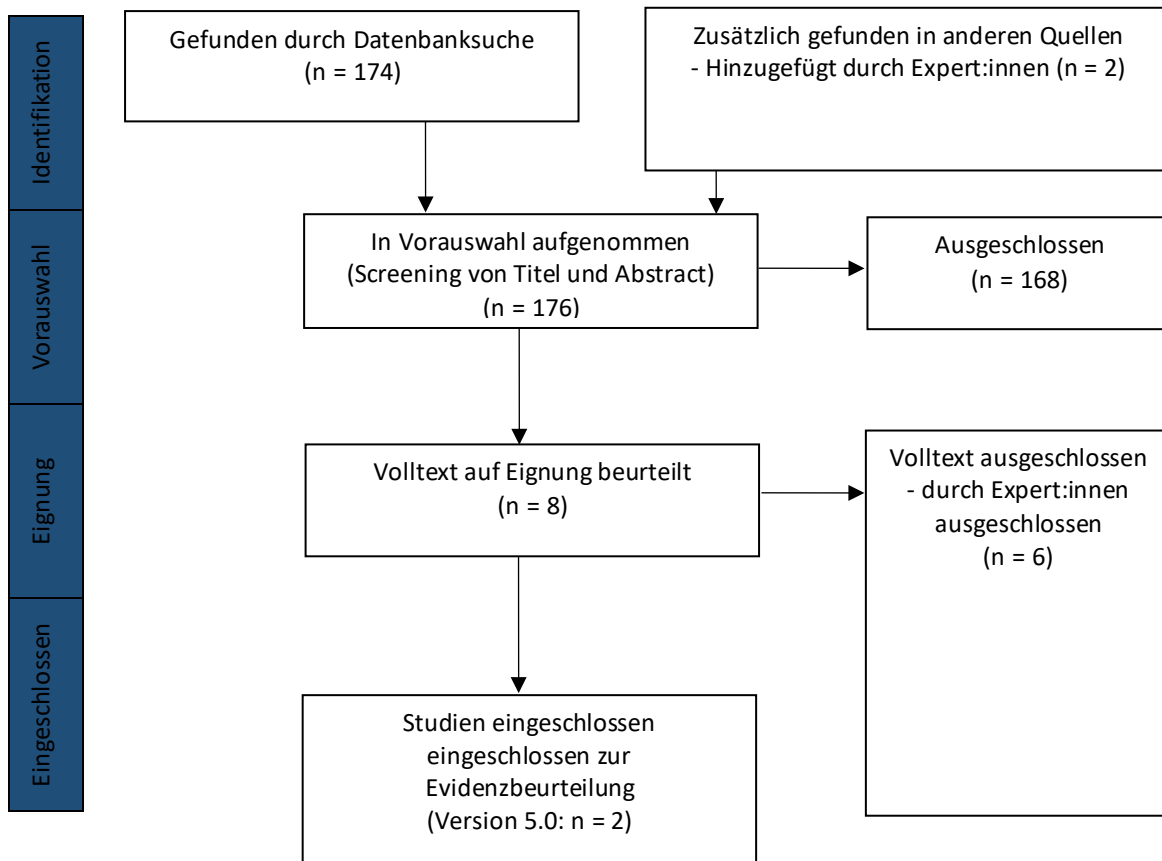 Identifikation
Gefunden durch Datenbanksuche
(n = 174)
Zusätzlich gefunden in anderen Quellen
- Hinzugefügt durch Expert:innen (n = 2)
Vorauswahl
In Vorauswahl aufgenommen
(Screening von Titel und Abstract)
(n = 176)
Ausgeschlossen
(n = 168)
Eignung
Volltext auf Eignung beurteilt
(n = 8)
Volltext ausgeschlossen
- durch Expert:innen
ausgeschlossen
(n = 6)
Eingeschlossen
Studien eingeschlossen
eingeschlossen zur
Evidenzbeurteilung
(Version 5.0: n = 2)